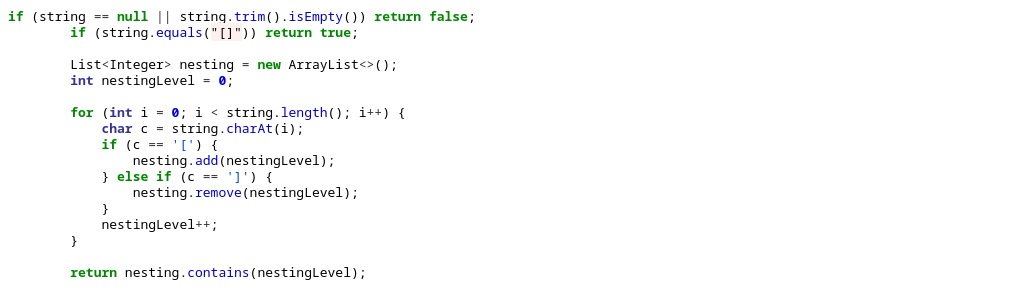 if (string == null || string.trim().isEmpty()) return false;
        if (string.equals("[]")) return true;

        List<Integer> nesting = new ArrayList<>();
        int nestingLevel = 0;

        for (int i = 0; i < string.length(); i++) {
            char c = string.charAt(i);
            if (c == '[') {
                nesting.add(nestingLevel);
            } else if (c == ']') {
                nesting.remove(nestingLevel);
            }
            nestingLevel++;
        }

        return nesting.contains(nestingLevel);